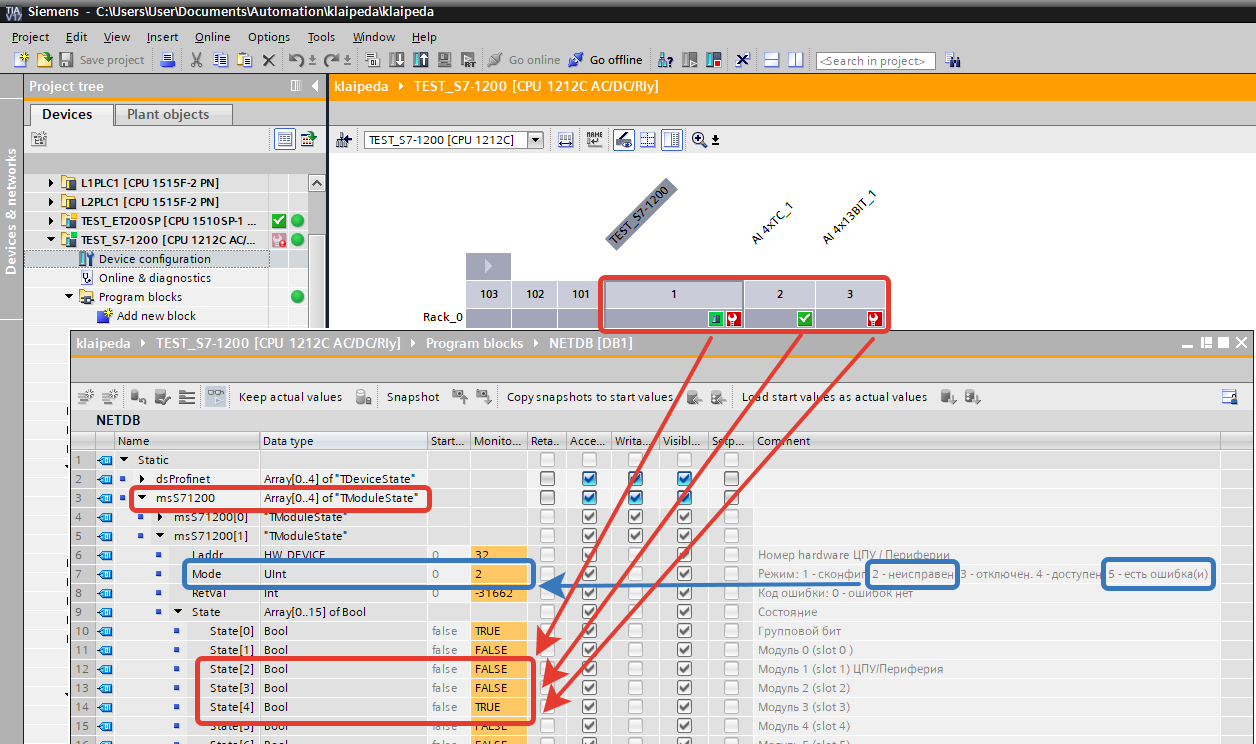 Siemens - C:\Users\User\Documents\Automation\klaipeda\klaipeda
Project Edit View Insert Online Options Tools Window Help
Save project Go online Go offline <Search in project>
Project tree
klaipeda TEST_S7-1200 [CPU 1212C AC/DC/Rly]
Devices Plant objects
TEST_S7-1200 [CPU 1212C]
Devices & networks
L1PLC1 [CPU 1515F-2 PN]
L2PLC1 [CPU 1515F-2 PN]
TEST_ET200SP [CPU 1510SP-1 ...
TEST_S7-1200 [CPU 1212C AC/...
Device configuration
Online & diagnostics
Program blocks
Add new block
TEST_S7-1200
AI 4xTC_1
AI 4x13BIT_1
103 102 101 1 2 3
Rack_0
klaipeda TEST_S7-1200 [CPU 1212C AC/DC/Rly] Program blocks NETDB [DB1]
Keep actual values Snapshot Copy snapshots to start values Load start values as actual values
NETDB
Name Data type Start... Monito... Reta... Acce... Writa... Visibl... Setp... Comment
1 Static
2 dsProfinet Array[0..4] of "TDeviceState"
3 msS71200 Array[0..4] of "TModuleState"
4 msS71200[0] "TModuleState"
5 msS71200[1] "TModuleState"
6 Laddr HW_DEVICE 0 32 Номер hardware ЦПУ / Периферии
7 Mode UInt 0 2 Режим: 1 - сконфиг 2 - неисправен 3 - отключен. 4 - доступен 5 - есть ошибка(и)
8 RetVal Int 0 -31662 Код ошибки: 0 - ошибок нет
9 State Array[0..15] of Bool Состояние
10 State[0] Bool false TRUE Групповой бит
11 State[1] Bool false FALSE Модуль 0 (slot 0 )
12 State[2] Bool false FALSE Модуль 1 (slot 1) ЦПУ/Периферия
13 State[3] Bool false FALSE Модуль 2 (slot 2)
14 State[4] Bool false TRUE Модуль 3 (slot 3)
15 State[5] Bool false FALSE Модуль 4 (slot 4)
16 State[6] Bool false FALSE Модуль 5 (slot 5)